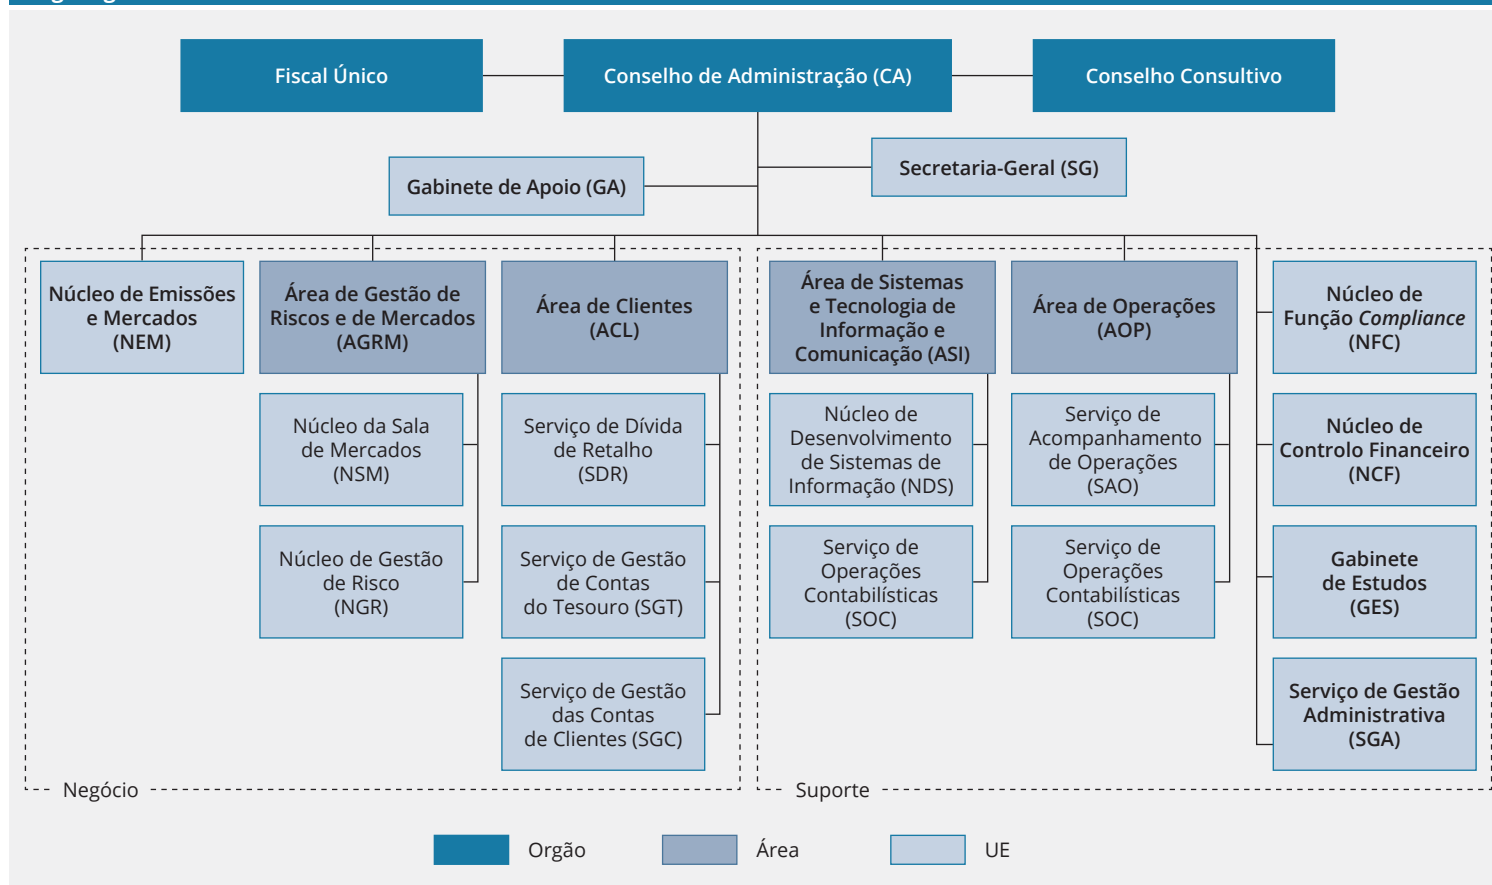 Fiscal Único
Conselho de Administração (CA)
Conselho Consultivo
Gabinete de Apoio (GA)
Secretaria-Geral (SG)
Núcleo de Emissões
e Mercados
(NEM)
Área de Gestão de
Riscos e de Mercados
(AGRM)
Área de Clientes
(ACL)
Área de Sistemas
e Tecnologia de
Informação e
Comunicação (ASI)
Área de Operações
(AOP)
Núcleo de
Função Compliance
(NFC)
Núcleo da Sala
de Mercados
(NSM)
Serviço de Dívida
de Retalho
(SDR)
Núcleo de
Desenvolvimento
de Sistemas de
Informação (NDS)
Serviço de
Acompanhamento
de Operações
(SAO)
Núcleo de
Controlo Financeiro
(NCF)
Núcleo de Gestão
de Risco
(NGR)
Serviço de Gestão
de Contas
do Tesouro (SGT)
Serviço de
Operações
Contabilísticas
(SOC)
Serviço de
Operações
Contabilísticas
(SOC)
Gabinete
de Estudos
(GES)
Serviço de Gestão
das Contas
de Clientes (SGC)
Serviço de Gestão
Administrativa
(SGA)
Negócio
Suporte
Orgão
Área
UE